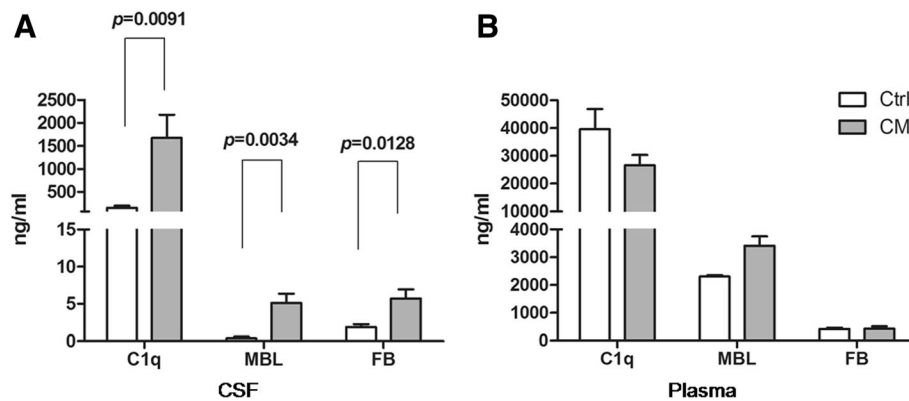 A
p=0.0091
p=0.0034
p=0.0128
2500
2000
1500
1000
500
15
10
5
0
ng/ml
C1q MBL FB
CSF
B
50000
40000
30000
20000
10000
4000
3000
2000
1000
0
ng/ml
C1q MBL FB
Plasma
Ctrl
CM